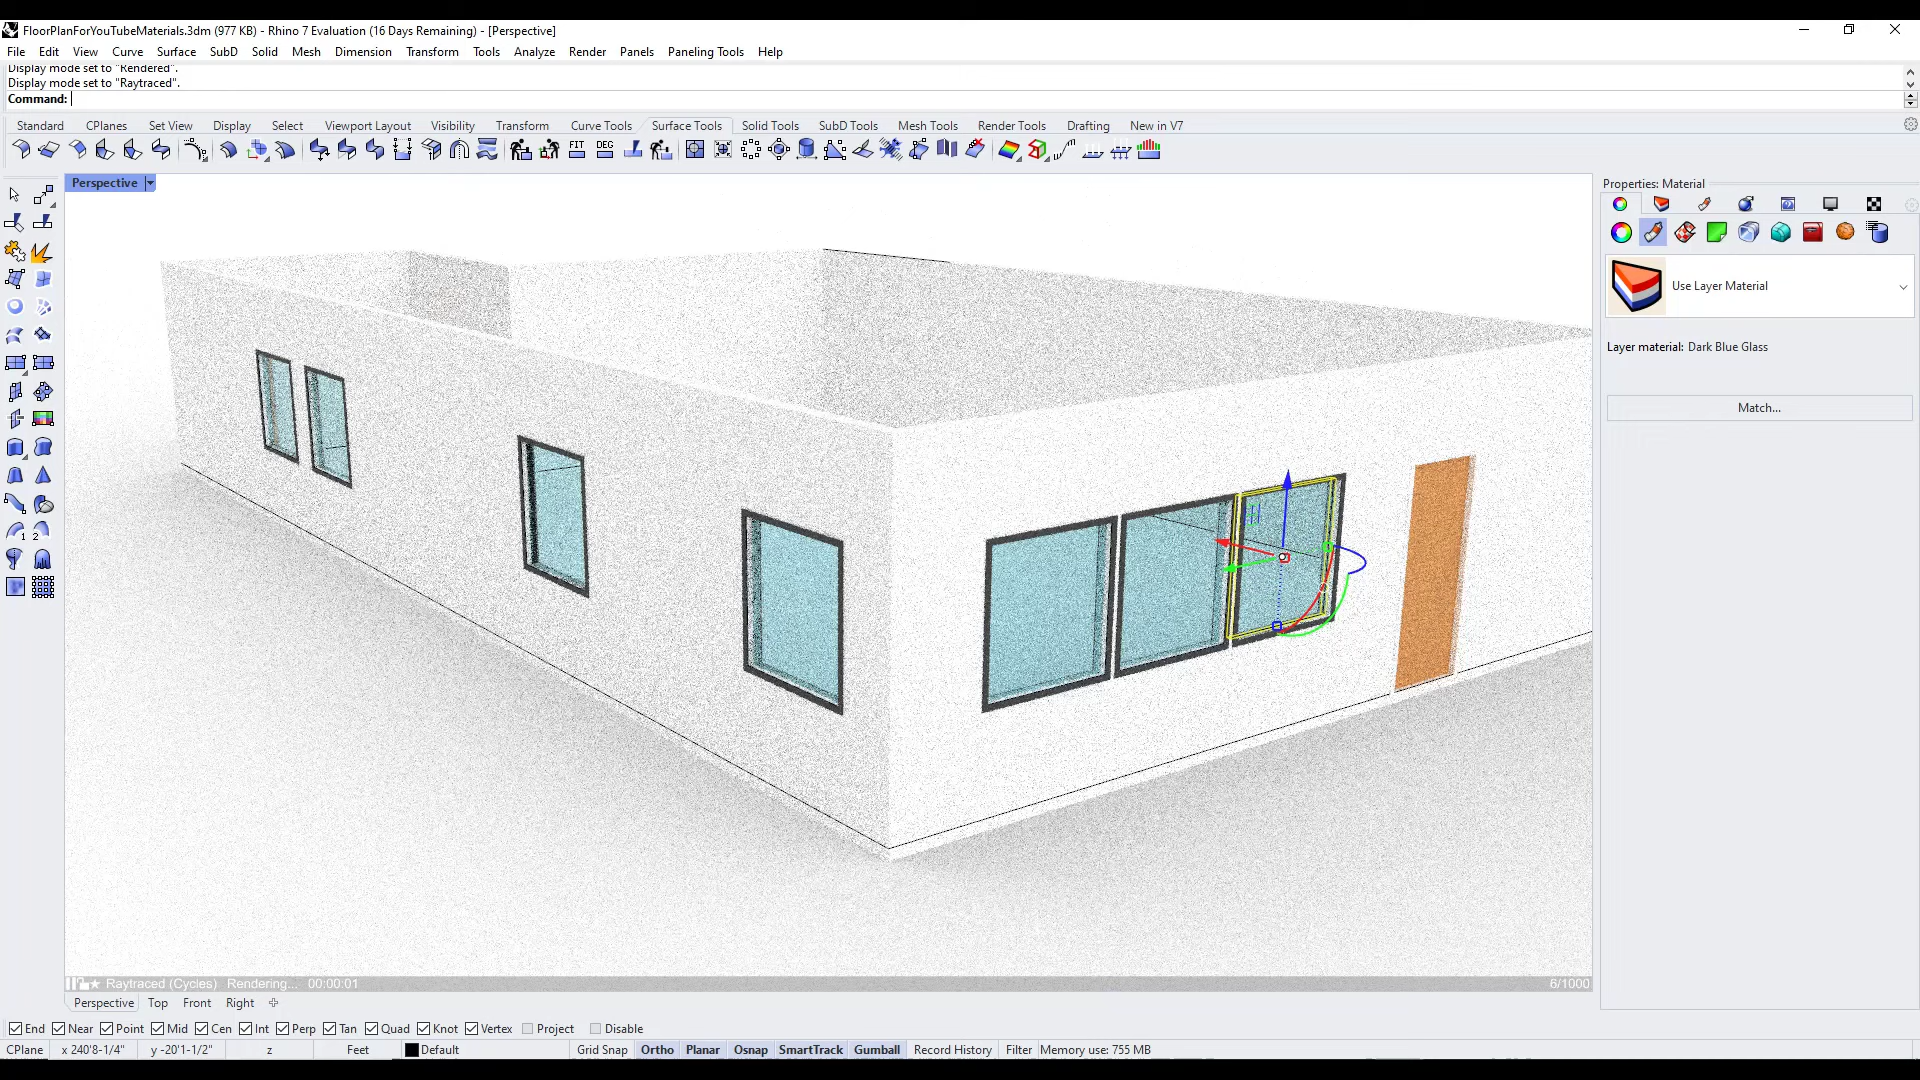 FloorPlanForYouTubeMaterials.3dm (977 KB) - Rhino 7 Evaluation (16 Days Remaining) - [Perspective]
File Edit View Curve Surface SubD Solid Mesh Dimension Transform Tools Analyze Render Panels Paneling Tools Help
Display mode set to "Rendered".
Display mode set to "Raytraced".
Command:
Standard CPlanes Set View Display Select Viewport Layout Visibility Transform Curve Tools Surface Tools Solid Tools SubD Tools Mesh Tools Render Tools Drafting New in V7
FIT DEG
Perspective
Properties: Material
Use Layer Material
Layer material: Dark Blue Glass
Match...
1 2
Raytraced (Cycles) Rendering... 00:00:01 6/1000
Perspective Top Front Right
End Near Point Mid Cen Int Perp Tan Quad Knot Vertex Project Disable
CPlane x 240'8-1/4" y -20'1-1/2" z Feet Default Grid Snap Ortho Planar Osnap SmartTrack Gumball Record History Filter Memory use: 755 MB